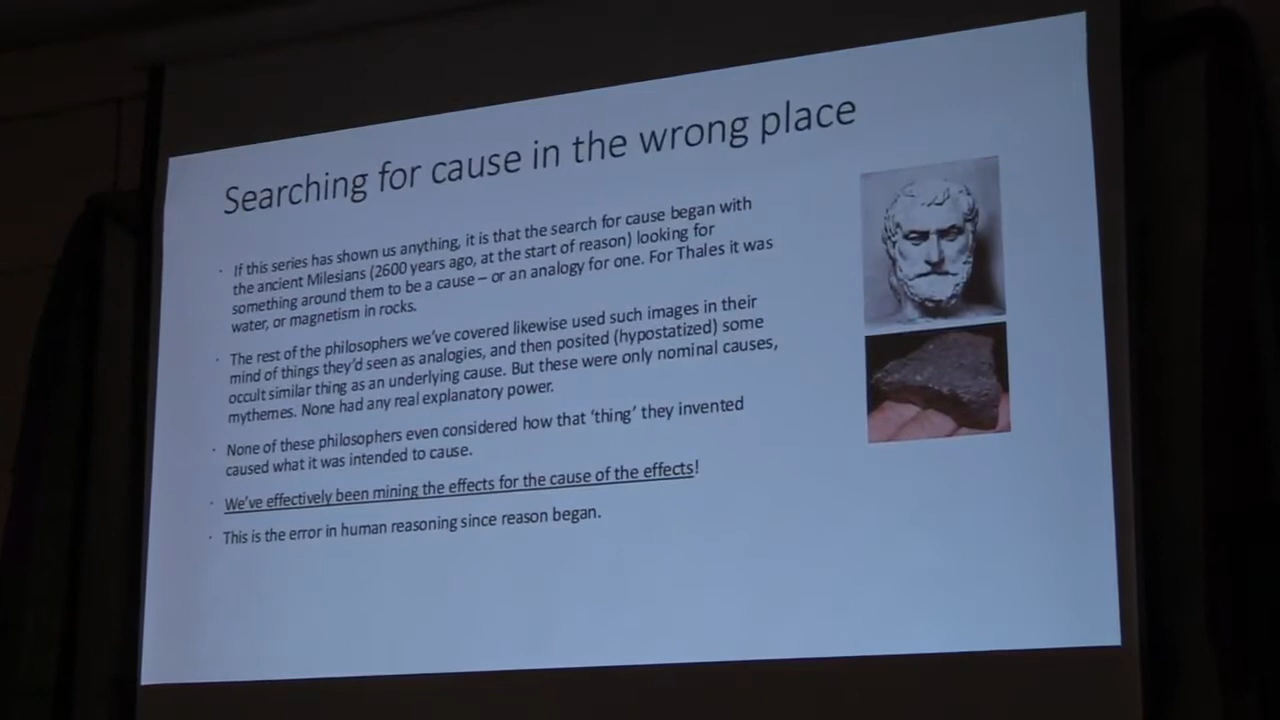 Searching for cause in the wrong place
· If this series has shown us anything, it is that the search for cause began with
the ancient Milesians (2600 years ago, at the start of reason) looking for
something around them to be a cause – or an analogy for one. For Thales it was
water, or magnetism in rocks.
· The rest of the philosophers we've covered likewise used such images in their
mind of things they'd seen as analogies, and then posited (hypostatized) some
occult similar thing as an underlying cause. But these were only nominal causes,
mythemes. None had any real explanatory power.
· None of these philosophers even considered how that ‘thing’ they invented
caused what it was intended to cause.
· We've effectively been mining the effects for the cause of the effects!
· This is the error in human reasoning since reason began.